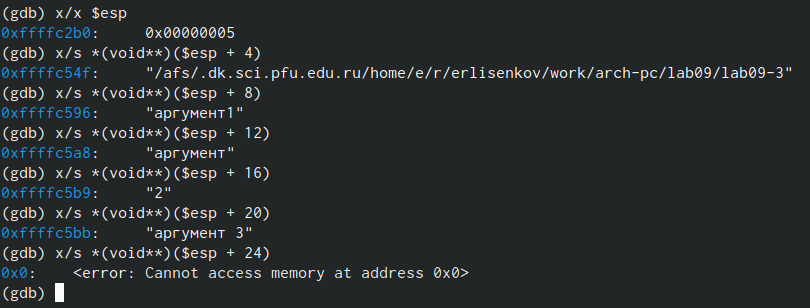 (gdb) x/x $esp
0xffffc2b0:     0x00000005
(gdb) x/s *(void**)($esp + 4)
0xffffc54f:     "/afs/.dk.sci.pfu.edu.ru/home/e/r/erlisenkov/work/arch-pc/lab09/lab09-3"
(gdb) x/s *(void**)($esp + 8)
0xffffc596:     "аргумент1"
(gdb) x/s *(void**)($esp + 12)
0xffffc5a8:     "аргумент"
(gdb) x/s *(void**)($esp + 16)
0xffffc5b9:     "2"
(gdb) x/s *(void**)($esp + 20)
0xffffc5bb:     "аргумент 3"
(gdb) x/s *(void**)($esp + 24)
0x0:    <error: Cannot access memory at address 0x0>
(gdb)